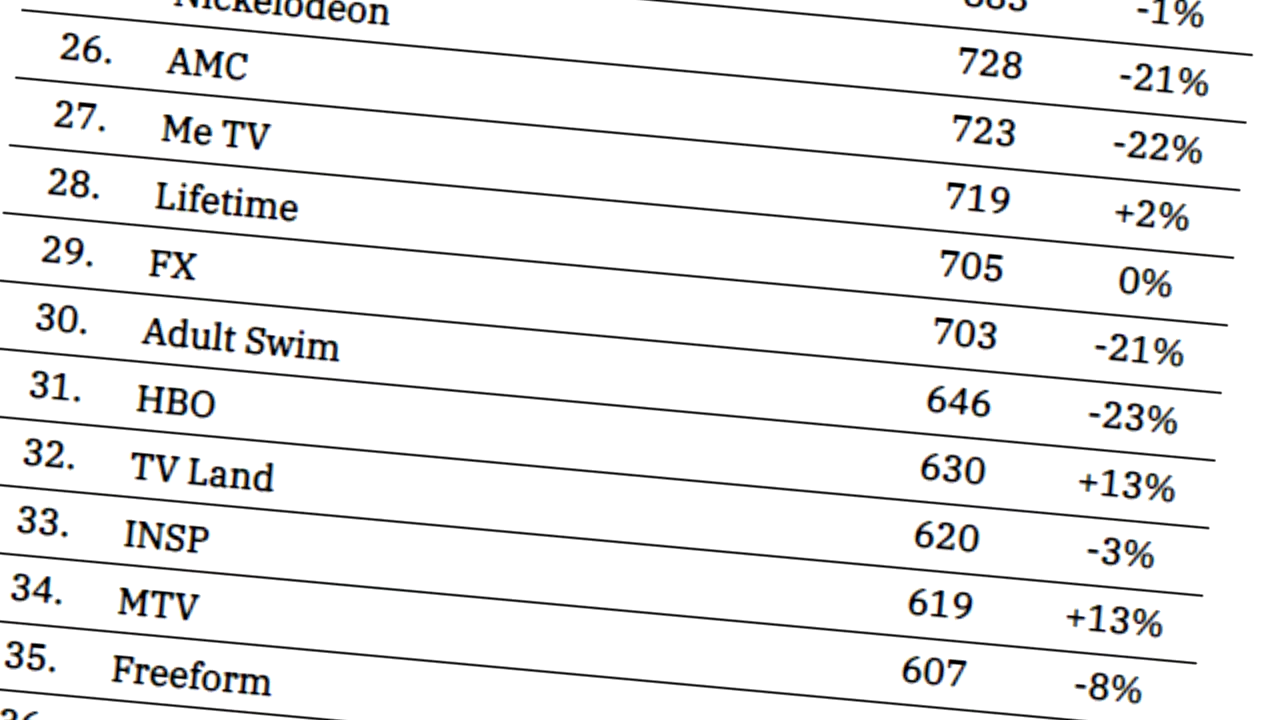 -1%
Nickelodeon 728 -21%
26. AMC 723 -22%
27. Me TV 719 +2%
28. Lifetime 705 0%
29. FX 703 -21%
30. Adult Swim 646 -23%
31. HBO 630 +13%
32. TV Land 620 -3%
33. INSP 619 +13%
34. MTV 607 -8%
35. Freeform